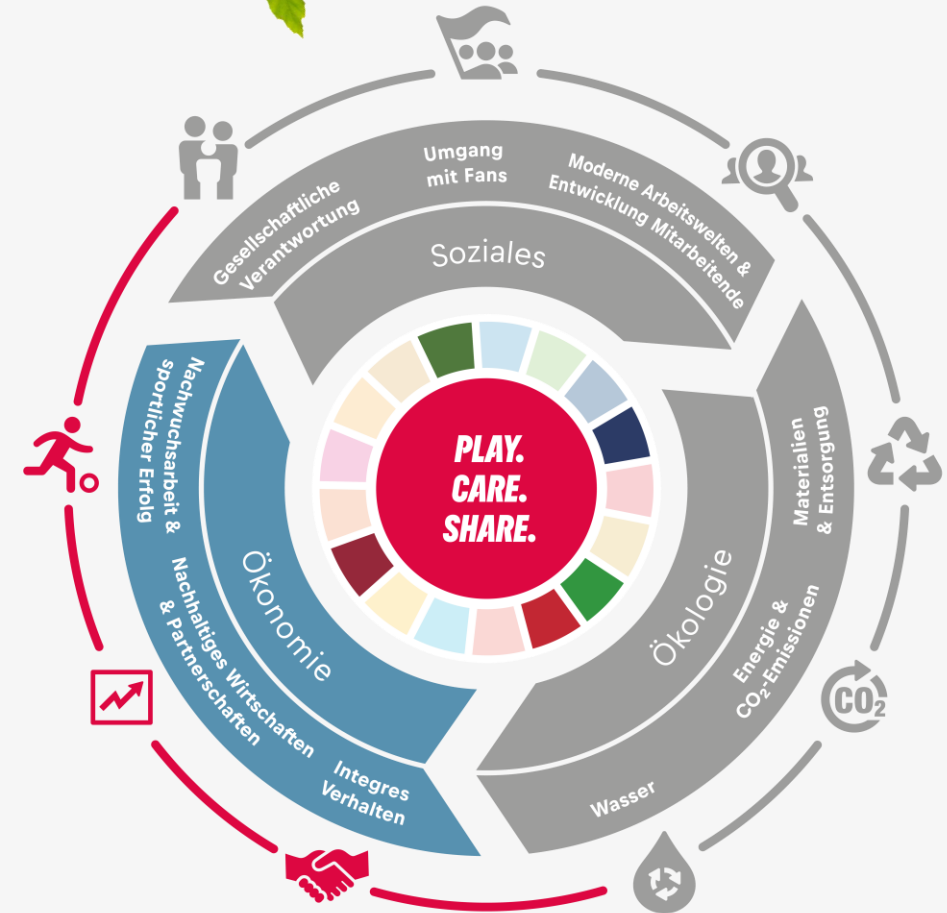 Gesellschaftliche
Verantwortung
Umgang
mit Fans
Moderne Arbeitswelten &
Entwicklung Mitarbeitende
Soziales
Materialien
& Entsorgung
Energie &
CO₂-Emissionen
Wasser
Ökologie
CO₂
Nachwuchsarbeit &
sportlicher Erfolg
Nachhaltiges Wirtschaften
& Partnerschaften
Integres
Verhalten
Ökonomie
PLAY.
CARE.
SHARE.